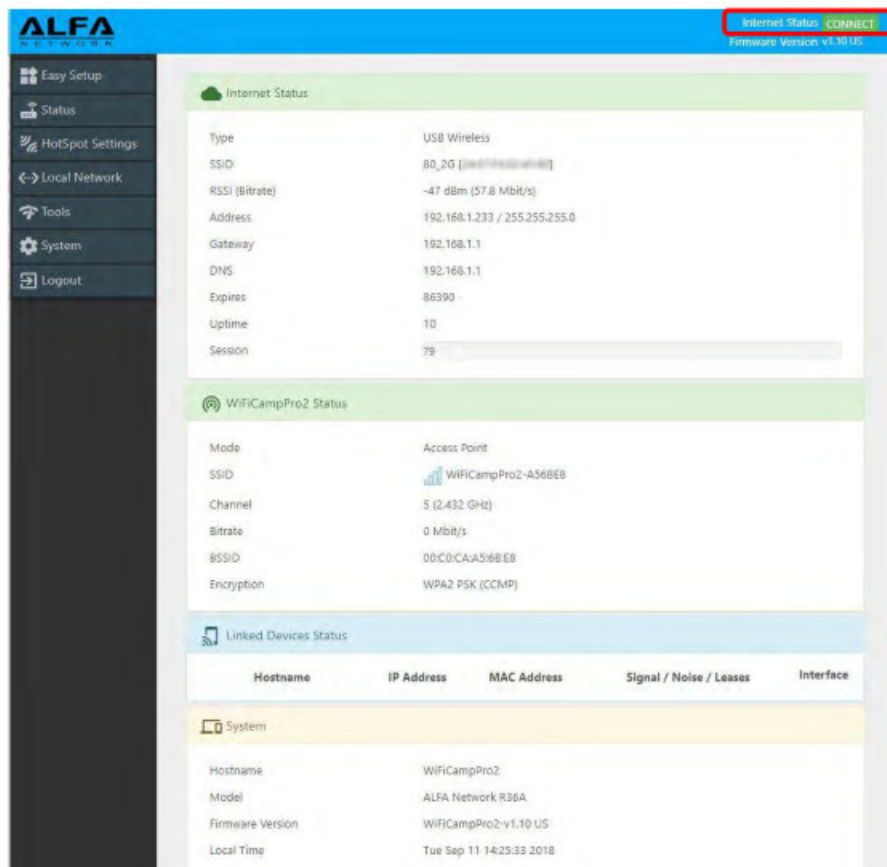 ALFA
NETWORK
Internet Status CONNECT
Firmware Version v1.10 US
Easy Setup
Status
HotSpot Settings
Local Network
Tools
System
Logout
Internet Status
Type USB Wireless
SSID 80_2G
RSSI (Bitrate) -47 dBm (57.8 Mbit/s)
Address 192.168.1.233 / 255.255.255.0
Gateway 192.168.1.1
DNS 192.168.1.1
Expires 86390
Uptime 10
Session 79
WiFiCampPro2 Status
Mode Access Point
SSID WiFiCampPro2-A568E8
Channel 5 (2.432 GHz)
Bitrate 0 Mbit/s
BSSID 00:C0:CA:A5:68:E8
Encryption WPA2 PSK (CCMP)
Linked Devices Status
Hostname IP Address MAC Address Signal / Noise / Leases Interface
System
Hostname WiFiCampPro2
Model ALFA Network R36A
Firmware Version WiFiCampPro2-v1.10 US
Local Time Tue Sep 11 14:25:33 2018